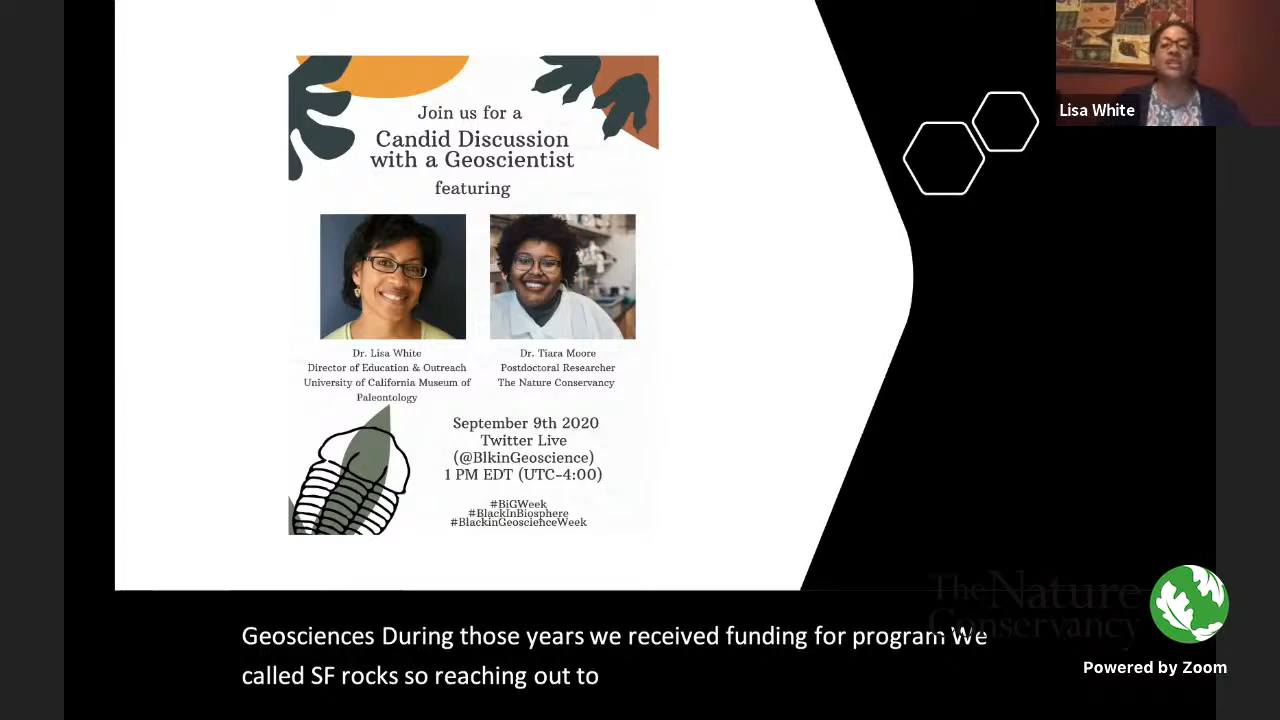 Join us for a
Candid Discussion
with a Geoscientist
featuring
Dr. Lisa White
Director of Education & Outreach
University of California Museum of
Paleontology
Dr. Tiara Moore
Postdoctoral Researcher
The Nature Conservancy
September 9th 2020
Twitter Live
(@BlkinGeoscience)
1 PM EDT (UTC-4:00)
#BiGWeek
#BlackInBiosphere
#BlackinGeoscienceWeek
Lisa White
The Nature
Conservancy
Geosciences During those years we received funding for program We
called SF rocks so reaching out to
Powered by Zoom